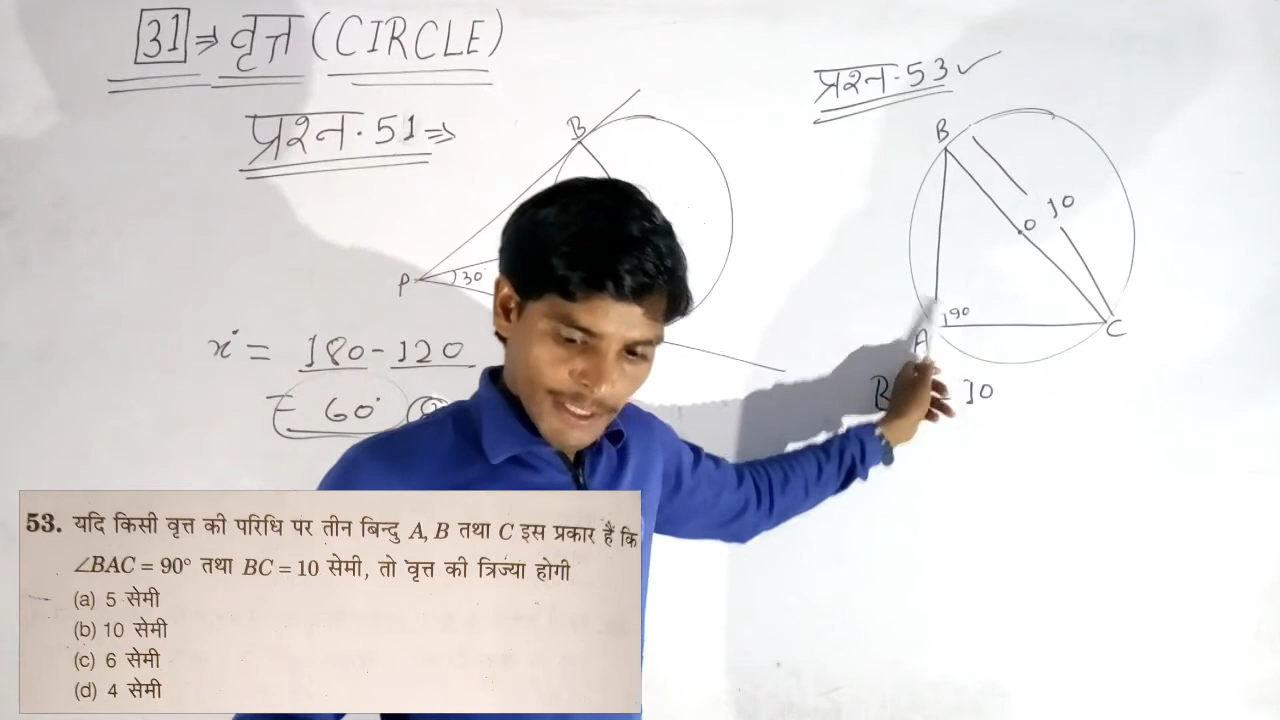 31 ⇒ वृत्त (CIRCLE)
प्रश्न.51 ⇒
B
P
30°
x° = 180-120
= 60°
प्रश्न.53 ✓
B
O
10
90
A
C
B
10
53. यदि किसी वृत्त की परिधि पर तीन बिन्दु A, B तथा C इस प्रकार हैं कि
∠BAC = 90° तथा BC = 10 सेमी, तो वृत्त की त्रिज्या होगी
(a) 5 सेमी
(b) 10 सेमी
(c) 6 सेमी
(d) 4 सेमी